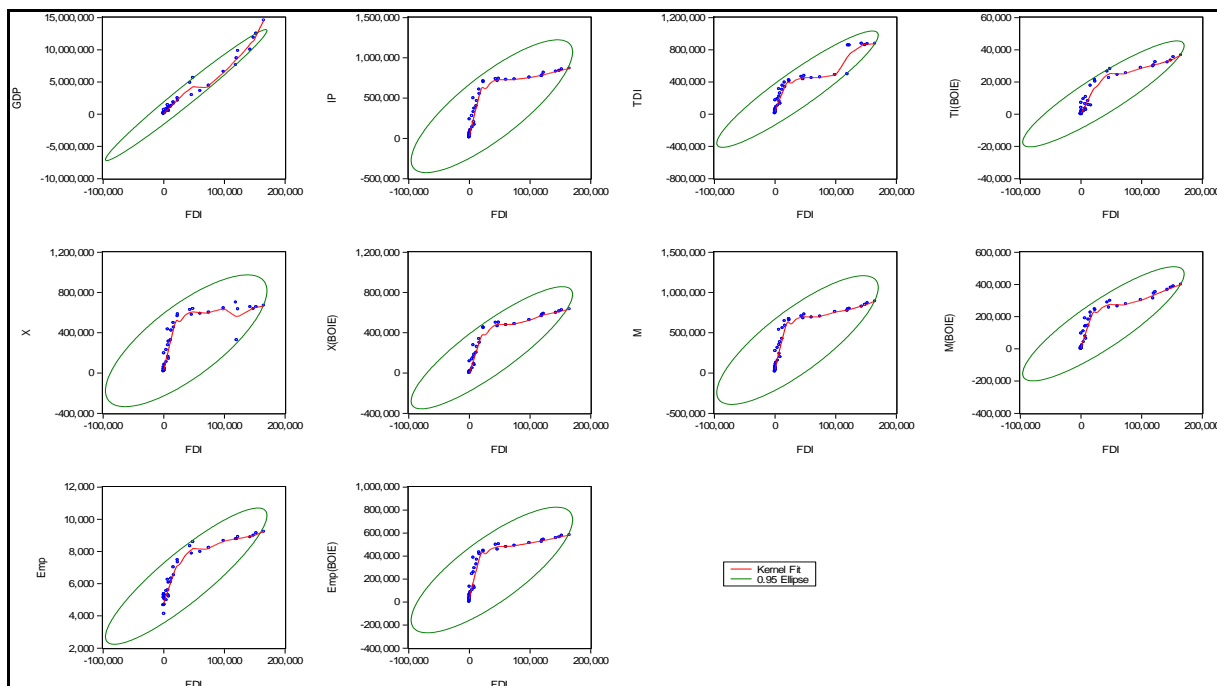 15,000,000
10,000,000
5,000,000
0
-5,000,000
-10,000,000
GDP
-100,000 0 100,000 200,000
FDI
1,500,000
1,000,000
500,000
0
-500,000
IP
-100,000 0 100,000 200,000
FDI
1,200,000
800,000
400,000
0
-400,000
-800,000
TDI
-100,000 0 100,000 200,000
FDI
60,000
40,000
20,000
0
-20,000
-40,000
TI(BOIE)
-100,000 0 100,000 200,000
FDI
1,200,000
800,000
400,000
0
-400,000
X
-100,000 0 100,000 200,000
FDI
1,200,000
800,000
400,000
0
-400,000
X(BOIE)
-100,000 0 100,000 200,000
FDI
1,500,000
1,000,000
500,000
0
-500,000
M
-100,000 0 100,000 200,000
FDI
600,000
400,000
200,000
0
-200,000
-400,000
M(BOIE)
-100,000 0 100,000 200,000
FDI
12,000
10,000
8,000
6,000
4,000
2,000
Emp
-100,000 0 100,000 200,000
FDI
1,000,000
800,000
600,000
400,000
200,000
0
-200,000
-400,000
Emp(BOIE)
-100,000 0 100,000 200,000
FDI
Kernel Fit
0.95 Ellipse